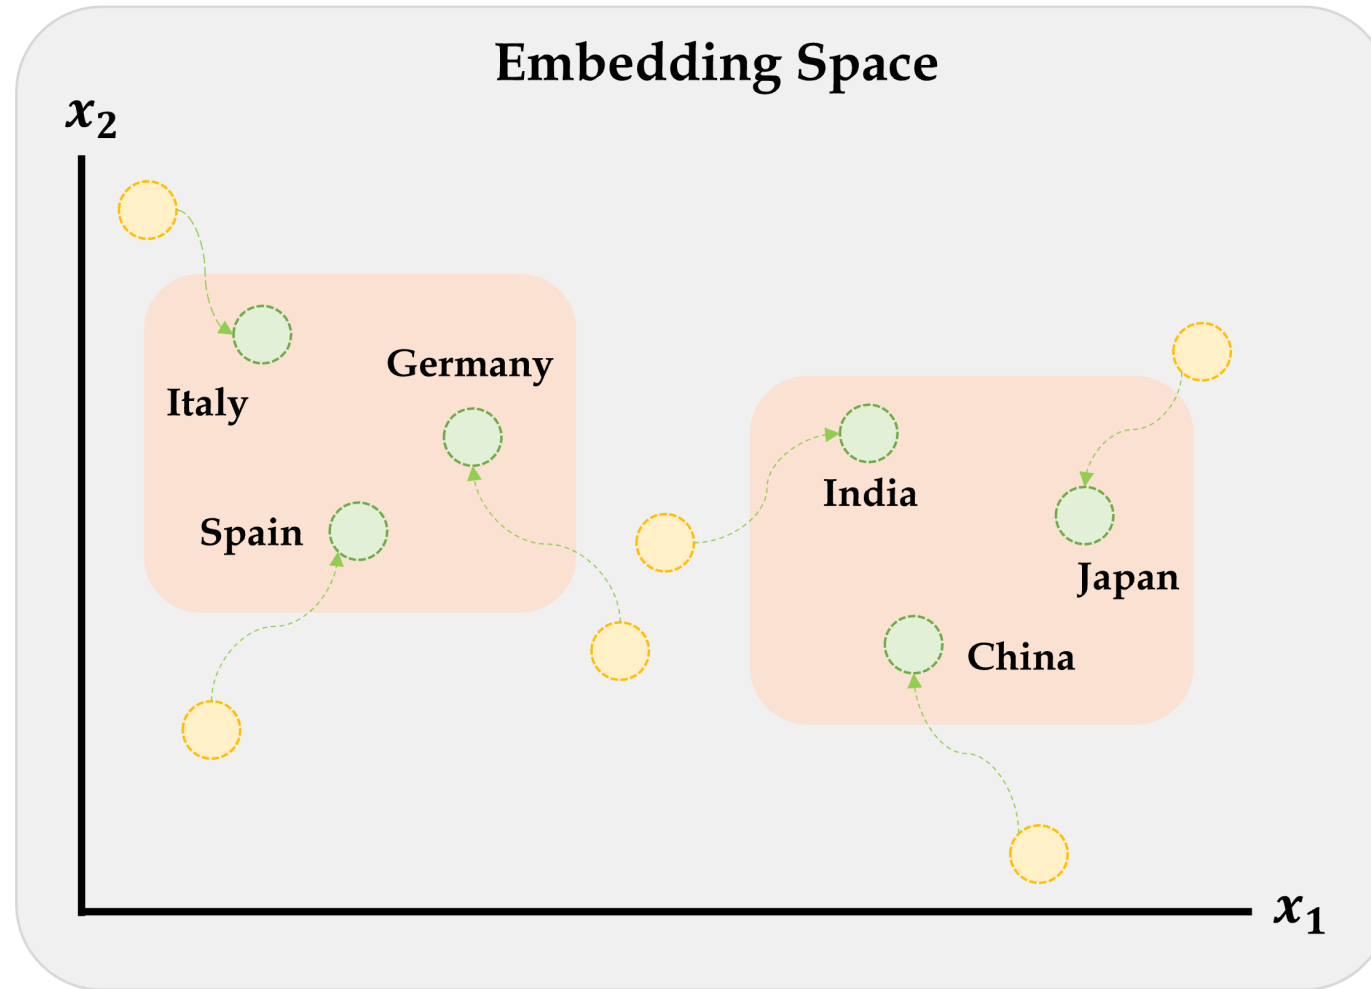 Embedding Space
x₂
Germany
Italy
India
Spain
Japan
China
x₁